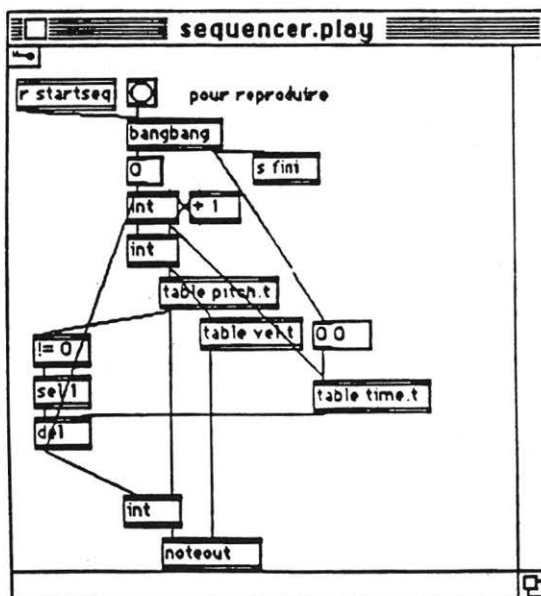 sequencer.play
r startseq
pour reproduire
bangbang
0
s fini
int
+ 1
int
table pitch.t
table vel.t
0 0
!= 0
sel 1
table time.t
del
int
noteout